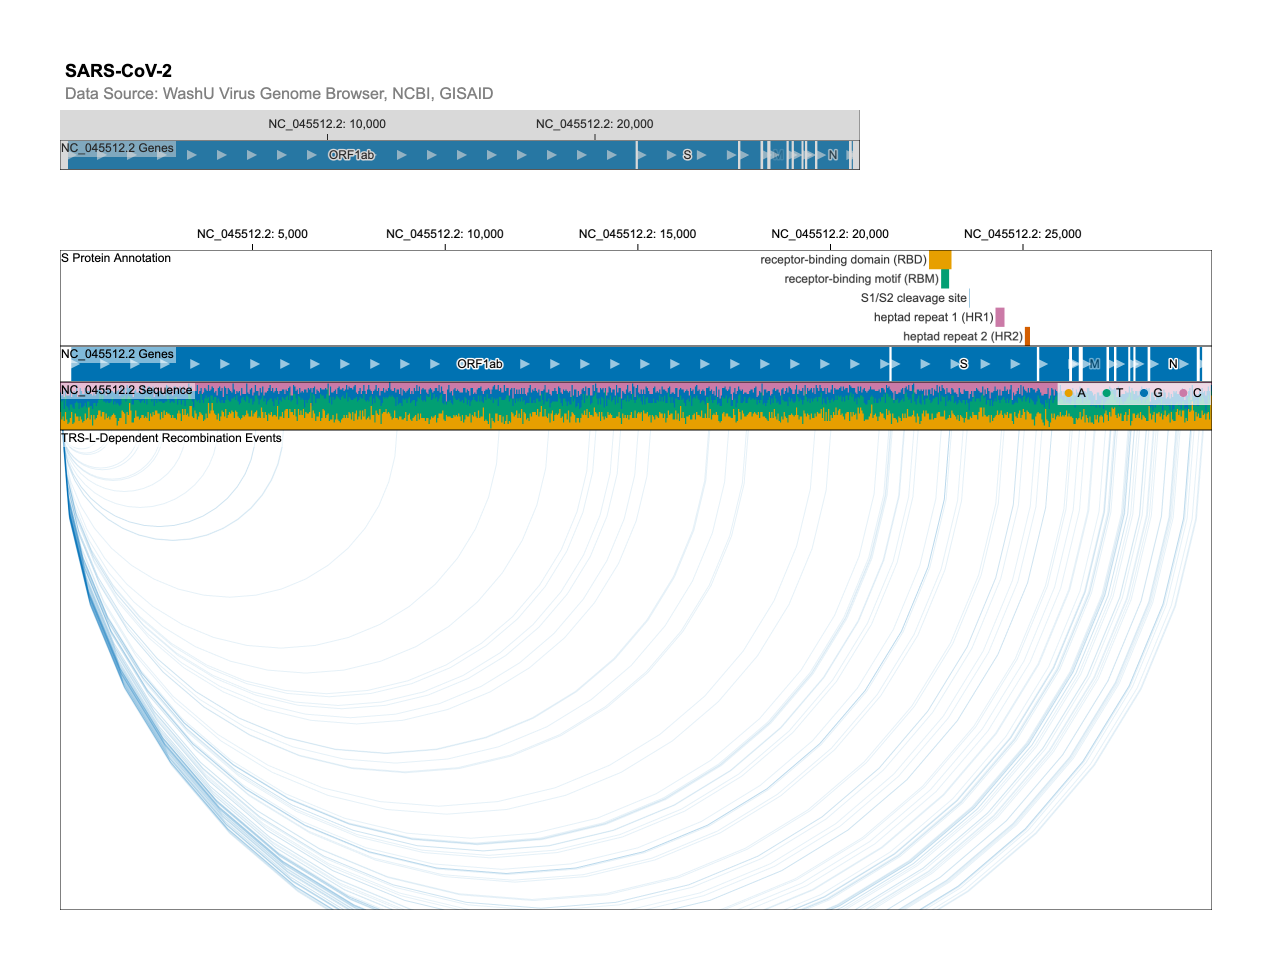 SARS-CoV-2
Data Source: WashU Virus Genome Browser, NCBI, GISAID
NC_045512.2: 10,000 NC_045512.2: 20,000
NC_045512.2 Genes
ORF1ab S M N
NC_045512.2: 5,000 NC_045512.2: 10,000 NC_045512.2: 15,000 NC_045512.2: 20,000 NC_045512.2: 25,000
S Protein Annotation
receptor-binding domain (RBD)
receptor-binding motif (RBM)
S1/S2 cleavage site
heptad repeat 1 (HR1)
heptad repeat 2 (HR2)
NC_045512.2 Genes
ORF1ab S M N
NC_045512.2 Sequence
A T G C
TRS-L-Dependent Recombination Events